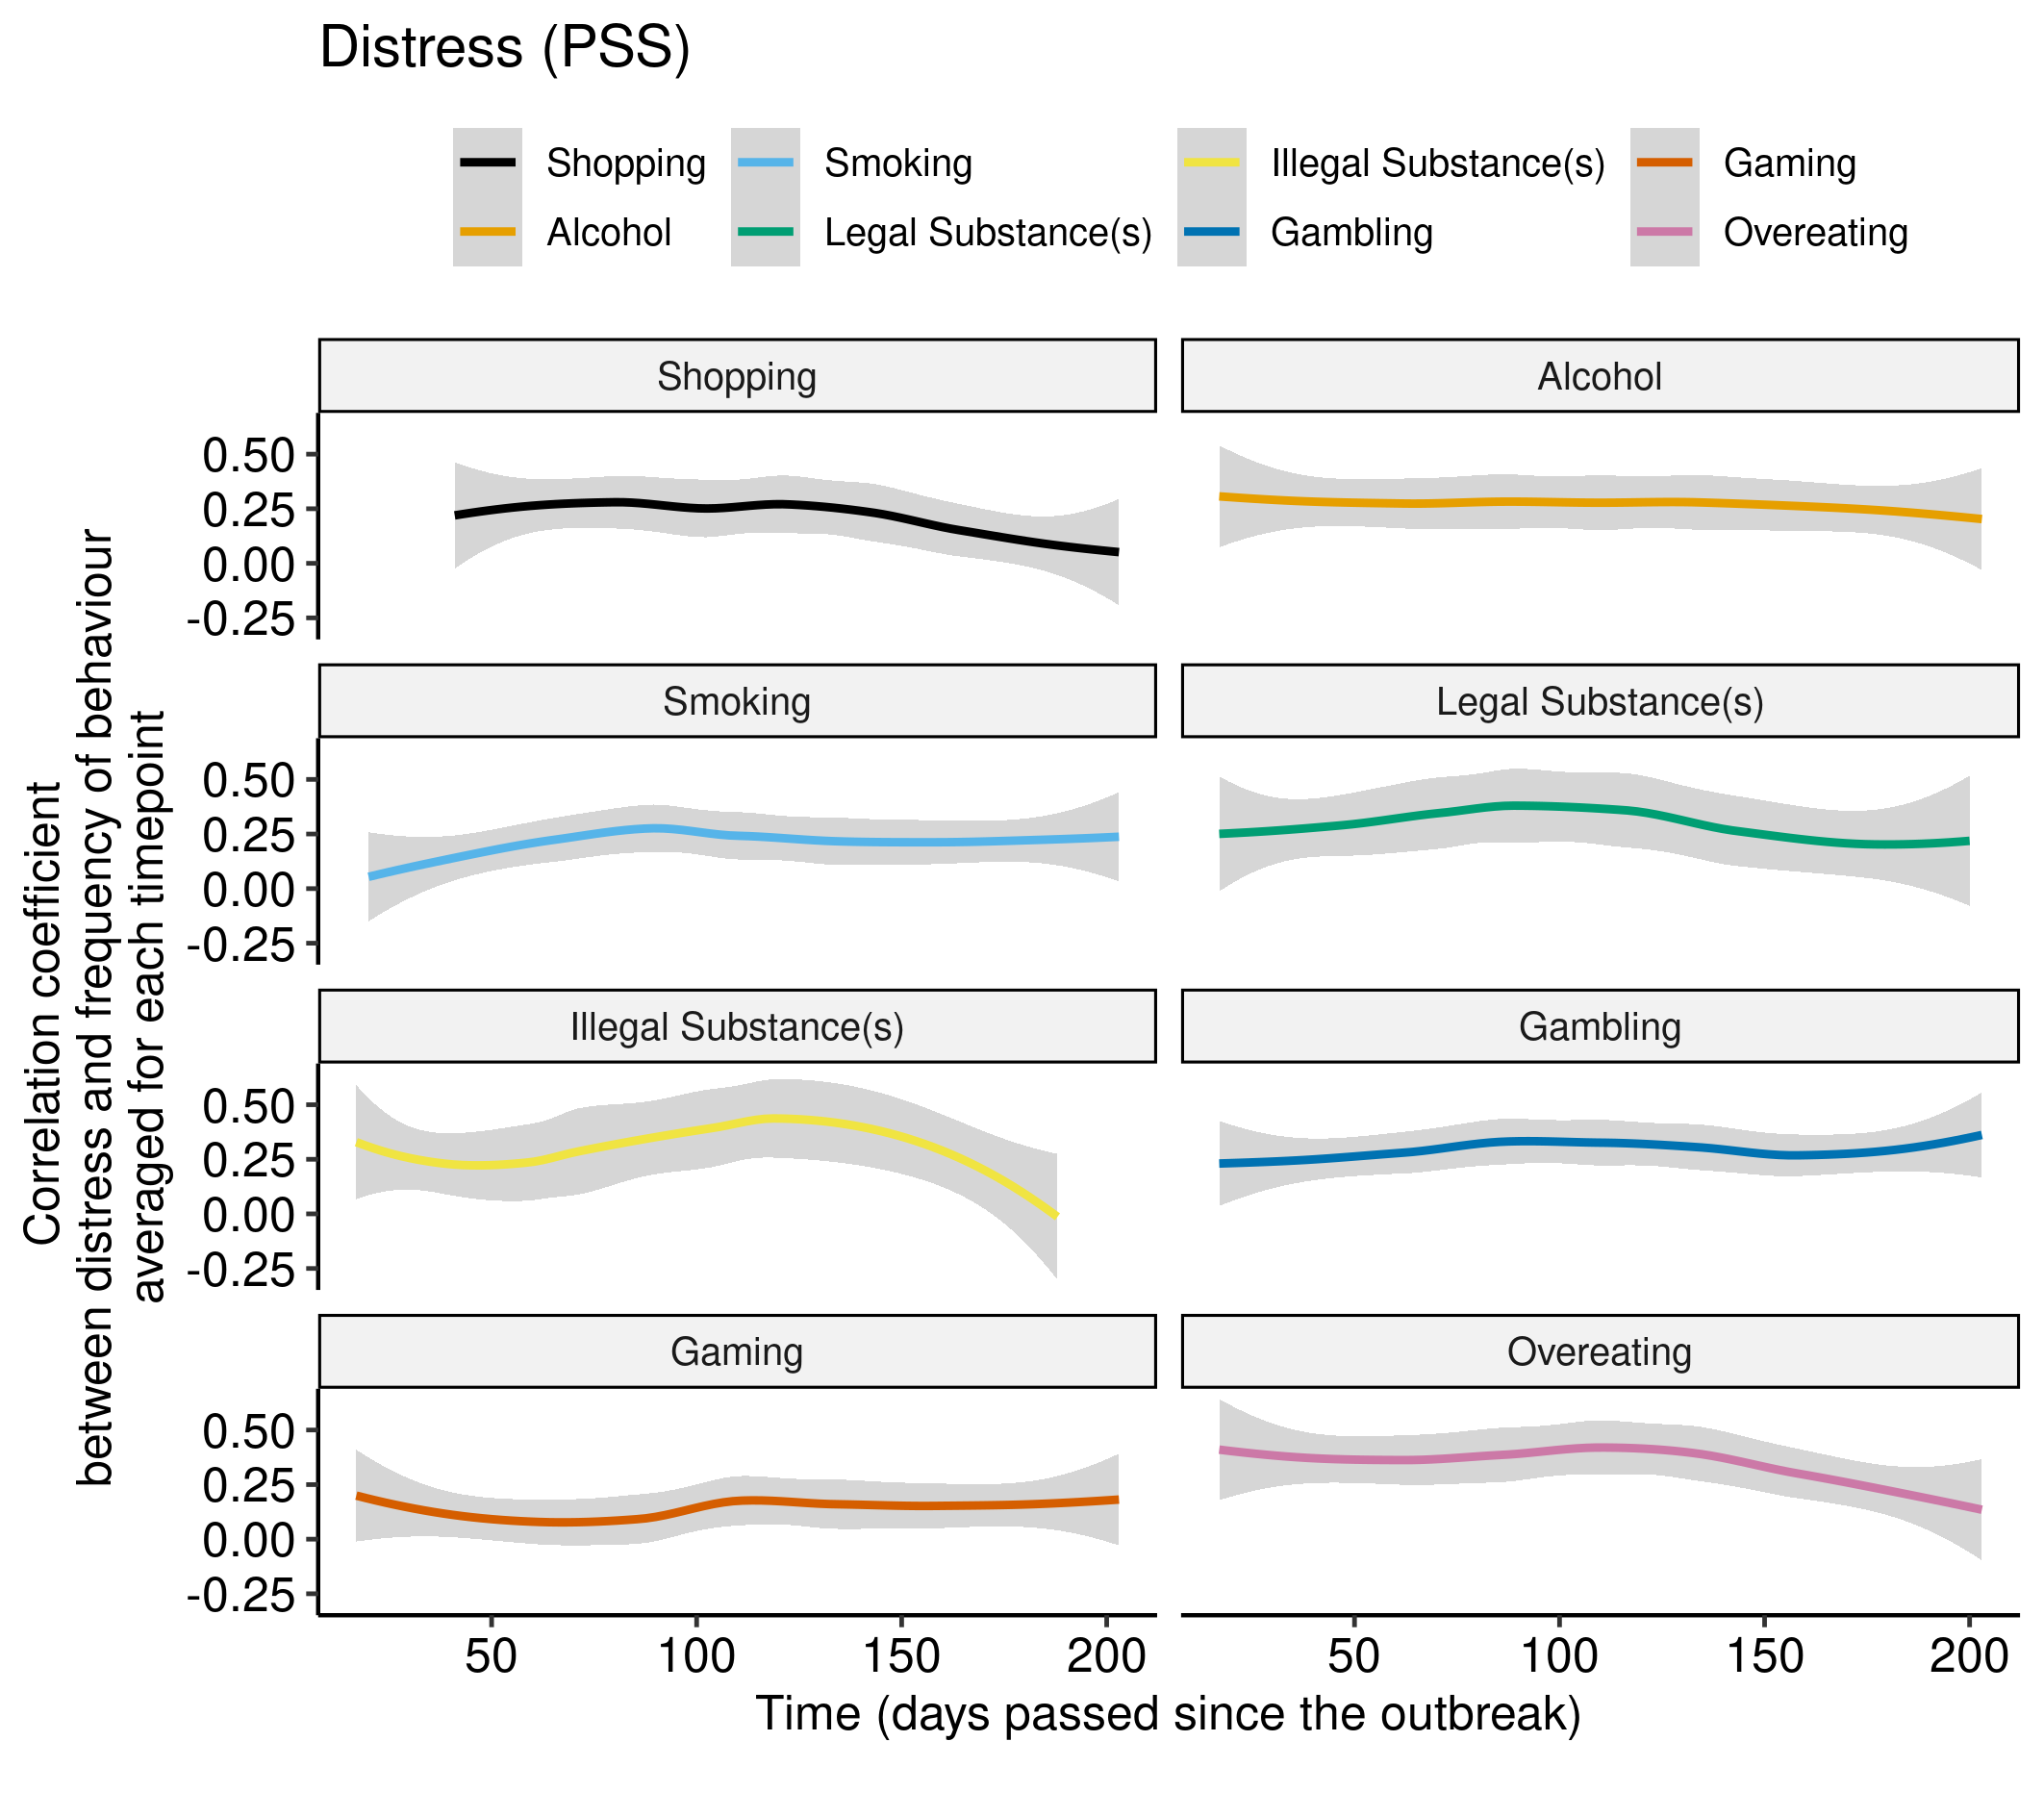 Distress (PSS)
Shopping Smoking Illegal Substance(s) Gaming
Alcohol Legal Substance(s) Gambling Overeating
Correlation coefficient
between distress and frequency of behaviour
averaged for each timepoint
Shopping Alcohol
0.50
0.25
0.00
-0.25
Smoking Legal Substance(s)
0.50
0.25
0.00
-0.25
Illegal Substance(s) Gambling
0.50
0.25
0.00
-0.25
Gaming Overeating
0.50
0.25
0.00
-0.25
50 100 150 200 50 100 150 200
Time (days passed since the outbreak)